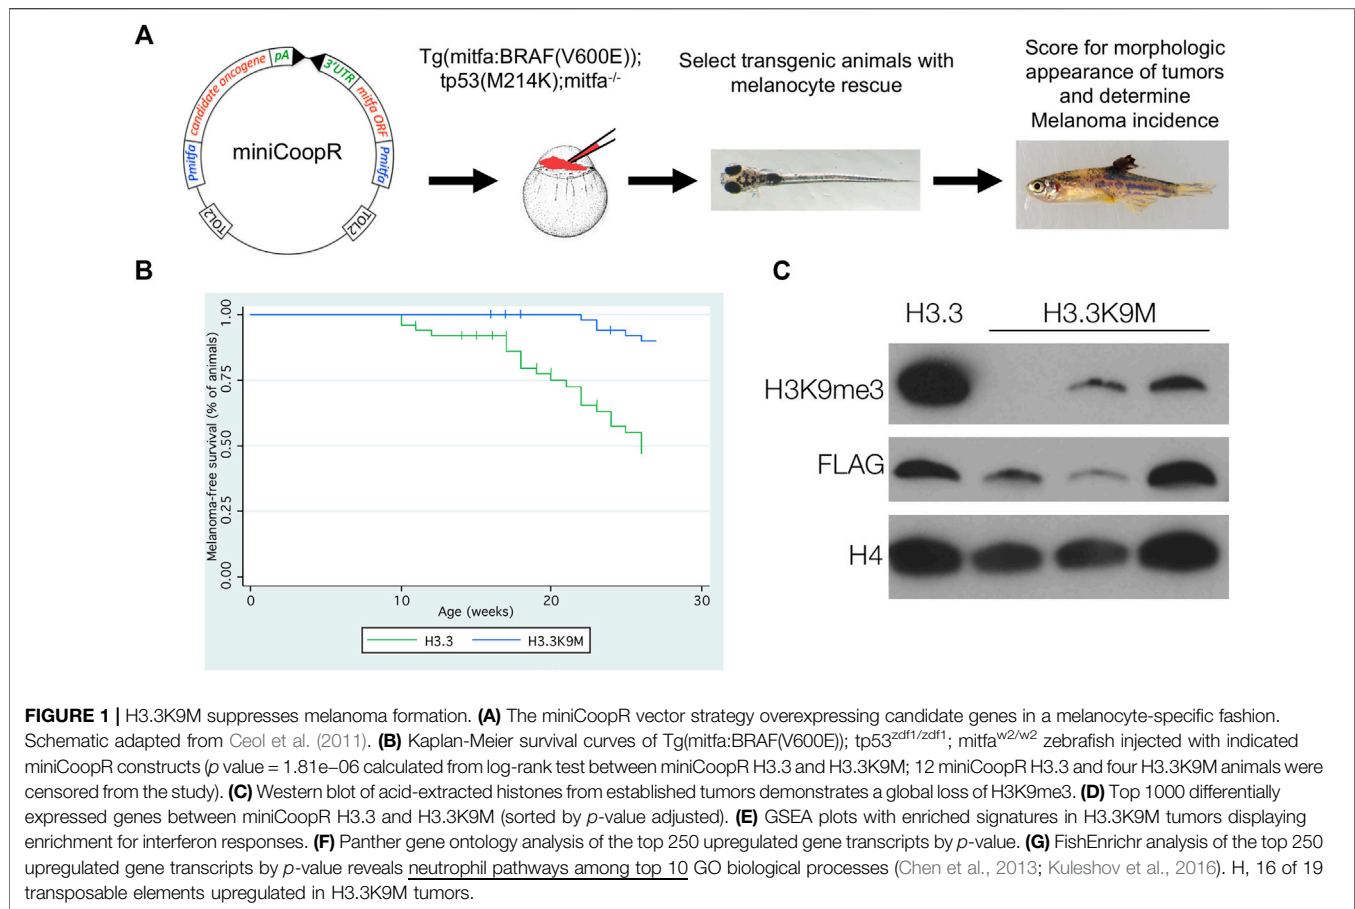 A
pA
3'UTR
candidate oncogene
mitfa ORF
miniCoopR
Pmitfa
Pmitfa
TOL2
TOL2
Tg(mitfa:BRAF(V600E));
tp53(M214K);mitfa-/-
Select transgenic animals with
melanocyte rescue
Score for morphologic
appearance of tumors
and determine
Melanoma incidence
B
Melanoma-free survival (% of animals)
1.00
0.75
0.50
0.25
0.00
0
10
20
30
Age (weeks)
H3.3
H3.3K9M
C
H3.3
H3.3K9M
H3K9me3
FLAG
H4
FIGURE 1 | H3.3K9M suppresses melanoma formation. (A) The miniCoopR vector strategy overexpressing candidate genes in a melanocyte-specific fashion.
Schematic adapted from Ceol et al. (2011). (B) Kaplan-Meier survival curves of Tg(mitfa:BRAF(V600E)); tp53zdf1/zdf1; mitfaw2/w2 zebrafish injected with indicated
miniCoopR constructs (p value = 1.81e−06 calculated from log-rank test between miniCoopR H3.3 and H3.3K9M; 12 miniCoopR H3.3 and four H3.3K9M animals were
censored from the study). (C) Western blot of acid-extracted histones from established tumors demonstrates a global loss of H3K9me3. (D) Top 1000 differentially
expressed genes between miniCoopR H3.3 and H3.3K9M (sorted by p-value adjusted). (E) GSEA plots with enriched signatures in H3.3K9M tumors displaying
enrichment for interferon responses. (F) Panther gene ontology analysis of the top 250 upregulated gene transcripts by p-value. (G) FishEnrichr analysis of the top 250
upregulated gene transcripts by p-value reveals neutrophil pathways among top 10 GO biological processes (Chen et al., 2013; Kuleshov et al., 2016). H, 16 of 19
transposable elements upregulated in H3.3K9M tumors.